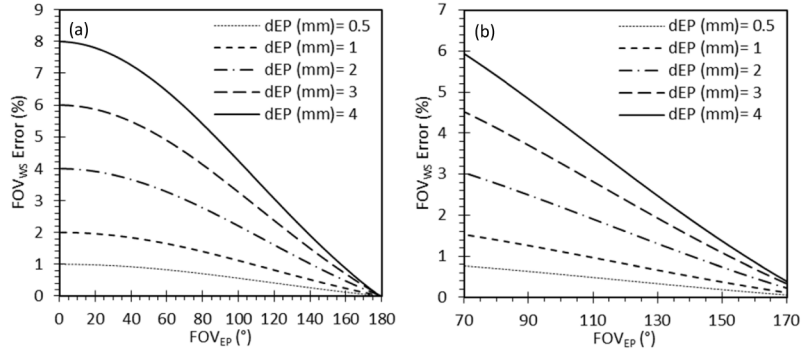 (a)
dEP (mm)= 0.5
dEP (mm)= 1
dEP (mm)= 2
dEP (mm)= 3
dEP (mm)= 4
9
8
7
6
5
4
3
2
1
0
FOVWS Error (%)
0 20 40 60 80 100 120 140 160 180
FOVEP (°)
(b)
dEP (mm)= 0.5
dEP (mm)= 1
dEP (mm)= 2
dEP (mm)= 3
dEP (mm)= 4
7
6
5
4
3
2
1
0
FOVWS Error (%)
70 90 110 130 150 170
FOVEP (°)